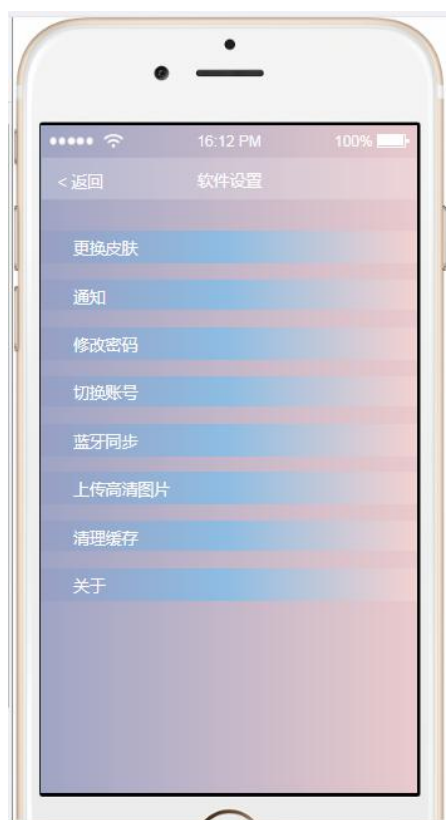 16:12 PM 100%
<返回 软件设置
更换皮肤
通知
修改密码
切换账号
蓝牙同步
上传高清图片
清理缓存
关于